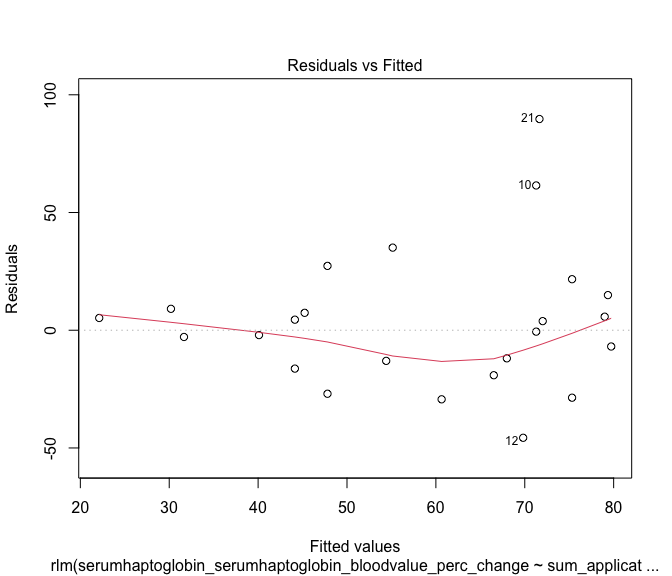 Residuals vs Fitted
100
50
0
-50
Residuals
21
10
12
20 30 40 50 60 70 80
Fitted values
rlm(serumhaptoglobin_serumhaptoglobin_bloodvalue_perc_change ~ sum_applicat ...